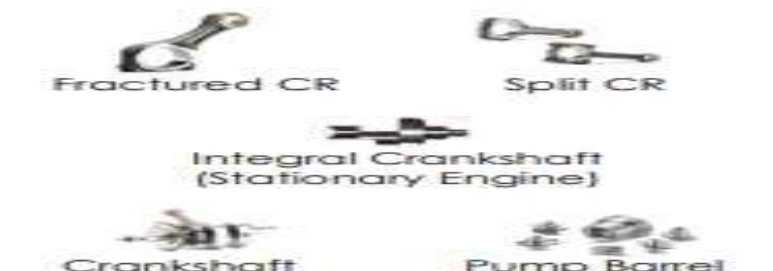 Fractured CR
Split CR
Integral Crankshaft
(Stationary Engine)
Crankshaft
Pump Barrel